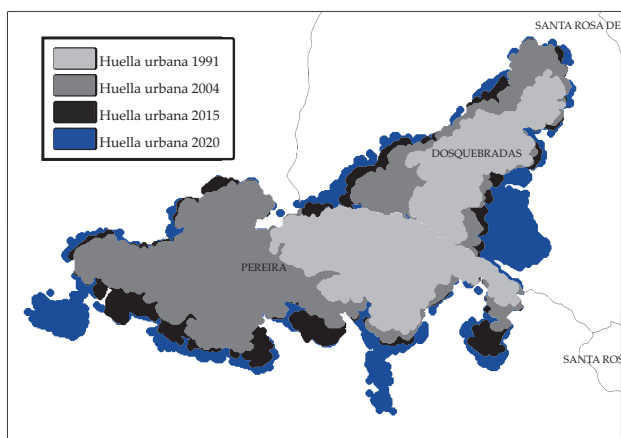 SANTA ROSA DE
Huella urbana 1991
Huella urbana 2004
Huella urbana 2015
Huella urbana 2020
DOSQUEBRADAS
PEREIRA
SANTA ROS